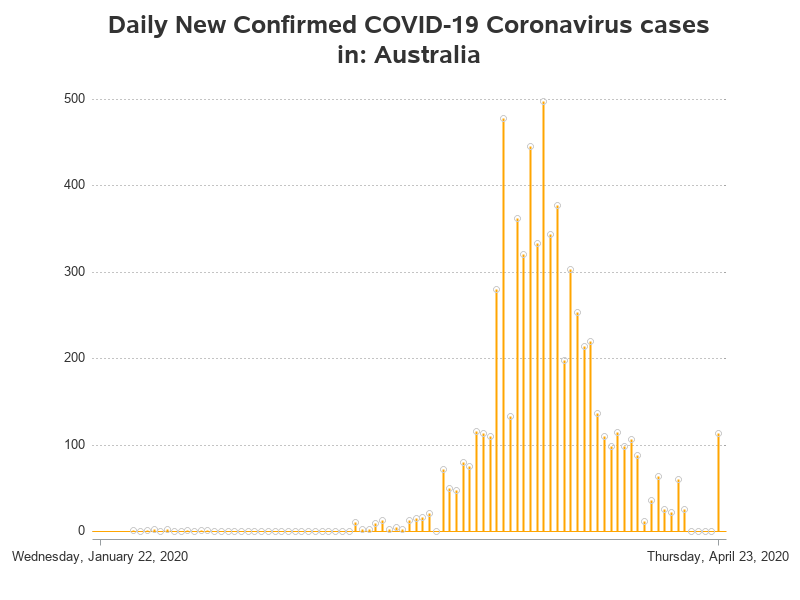 Daily New Confirmed COVID-19 Coronavirus cases
in: Australia
500
400
300
200
100
0
Wednesday, January 22, 2020
Thursday, April 23, 2020